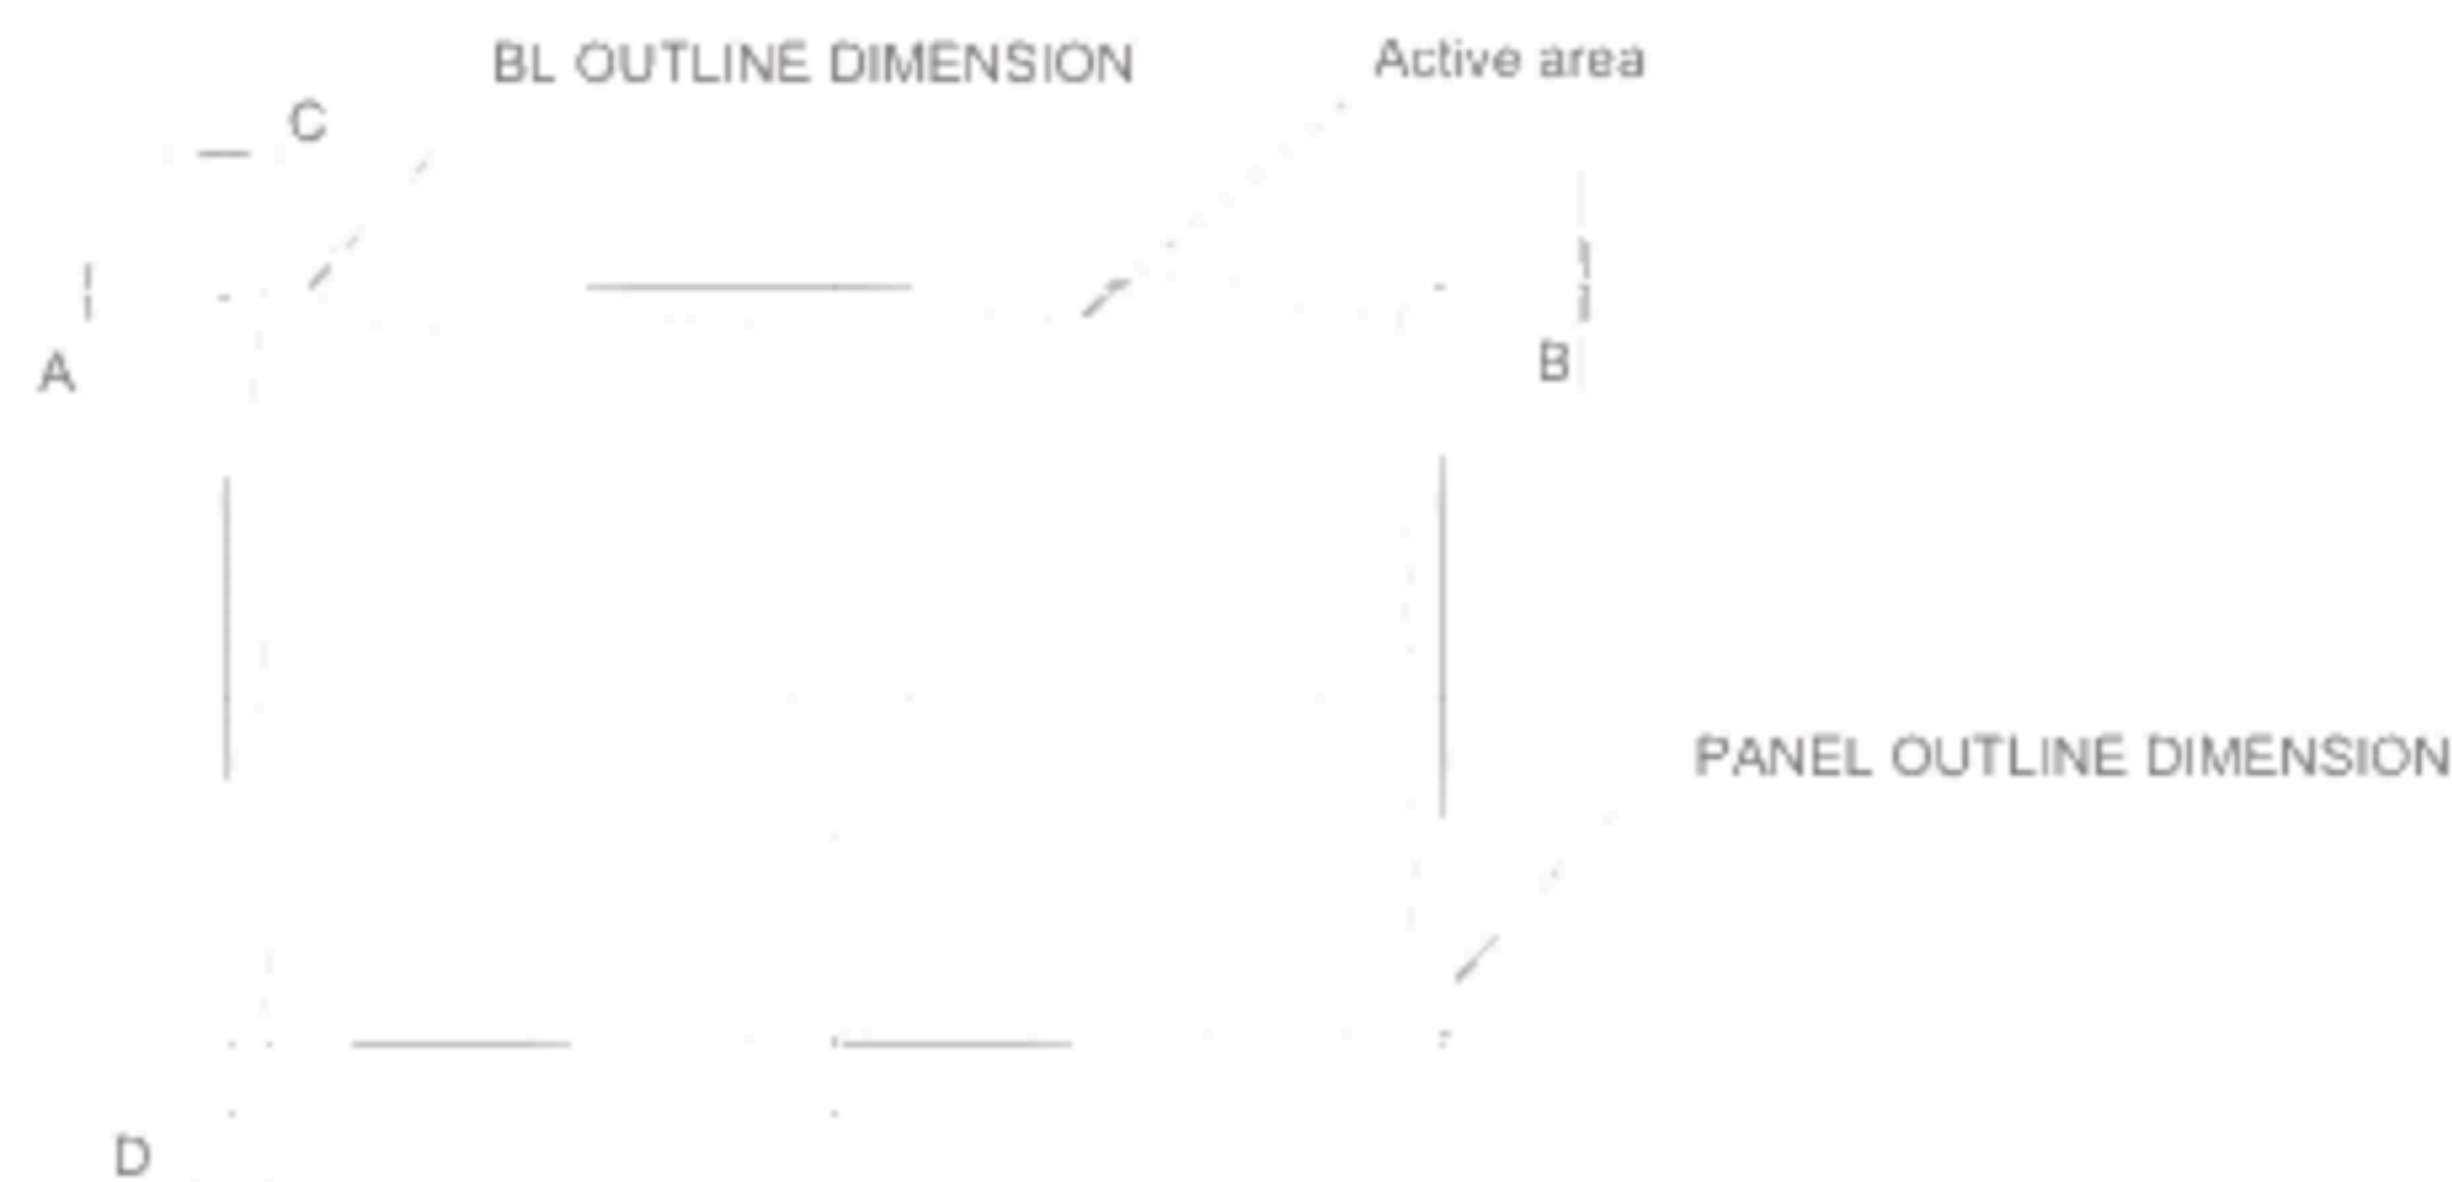 BL OUTLINE DIMENSION
Active area
C
A
B
PANEL OUTLINE DIMENSION
D